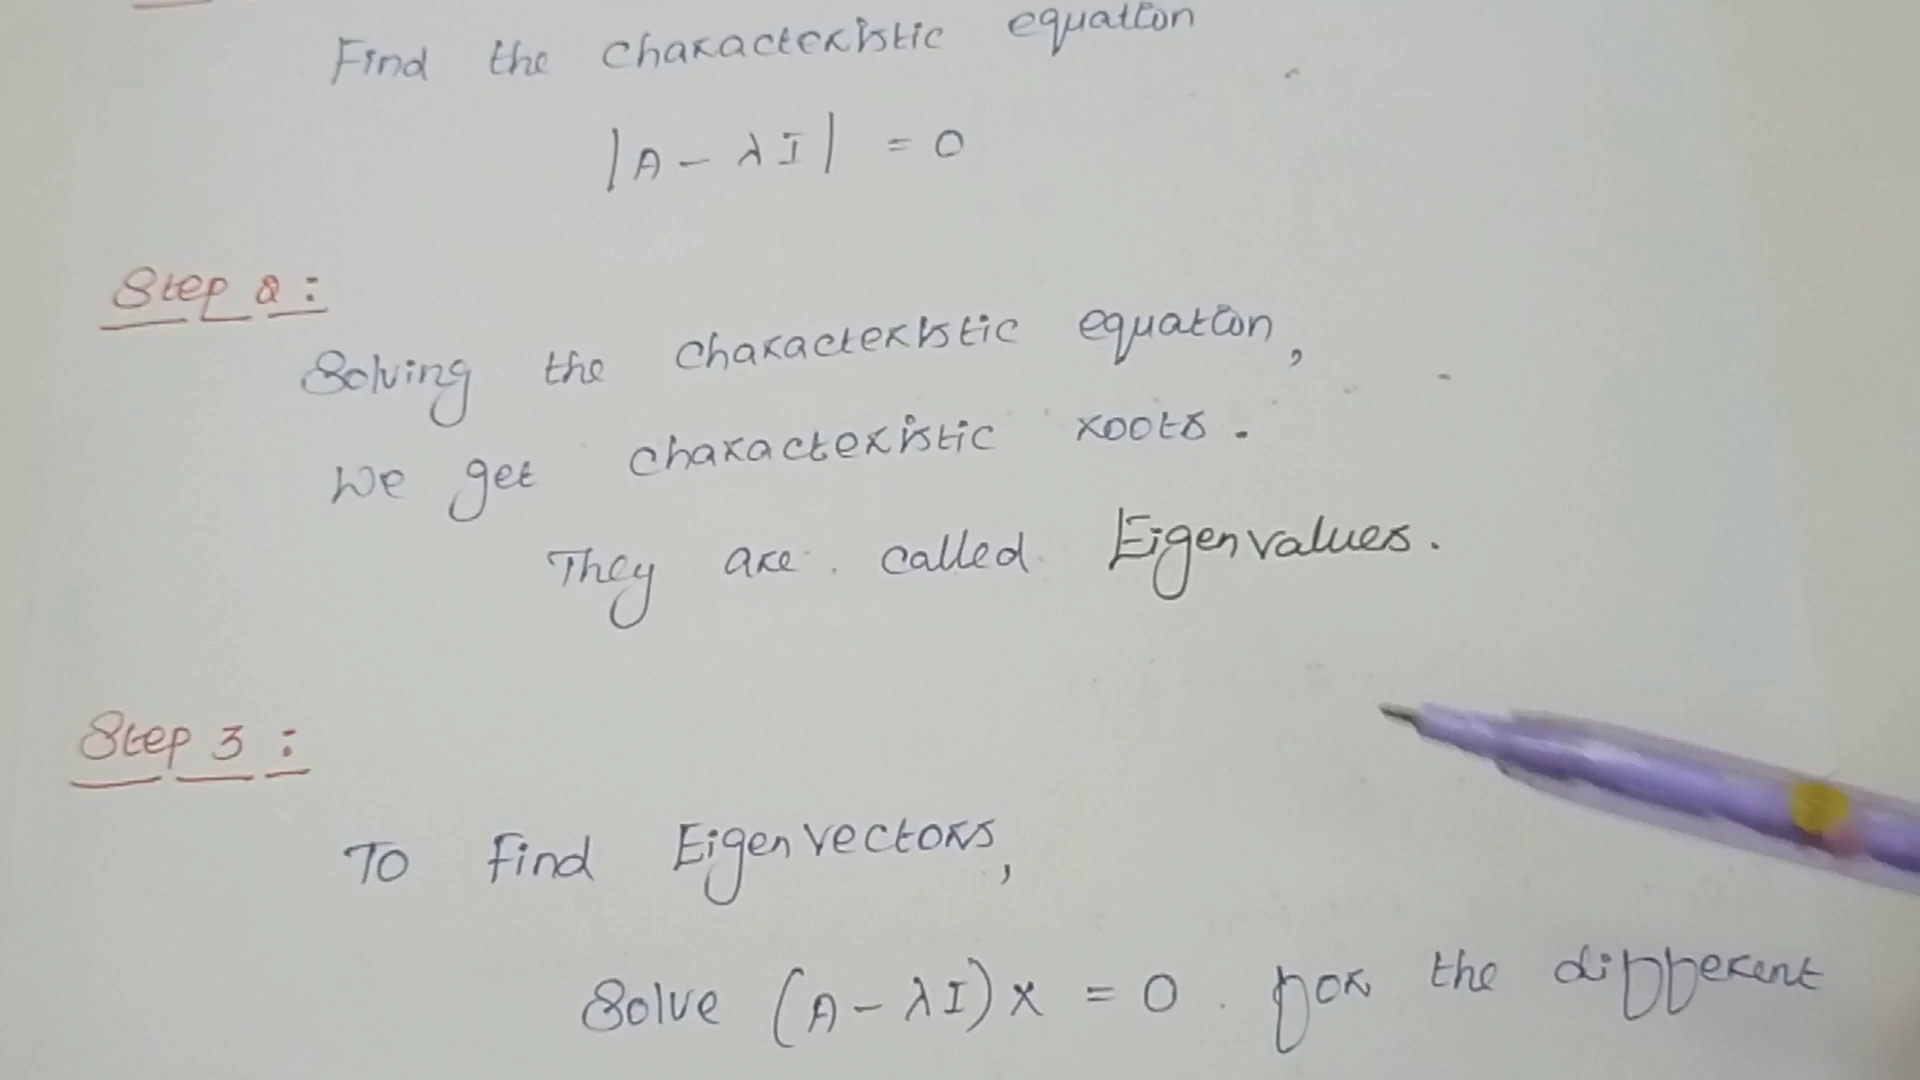 Find the characteristic equation
|A - λI| = 0
Step 2:
Solving the characteristic equation,
we get characteristic roots.
They are called Eigenvalues.
Step 3:
To find Eigenvectors,
Solve (A - λI)x = 0. for the different